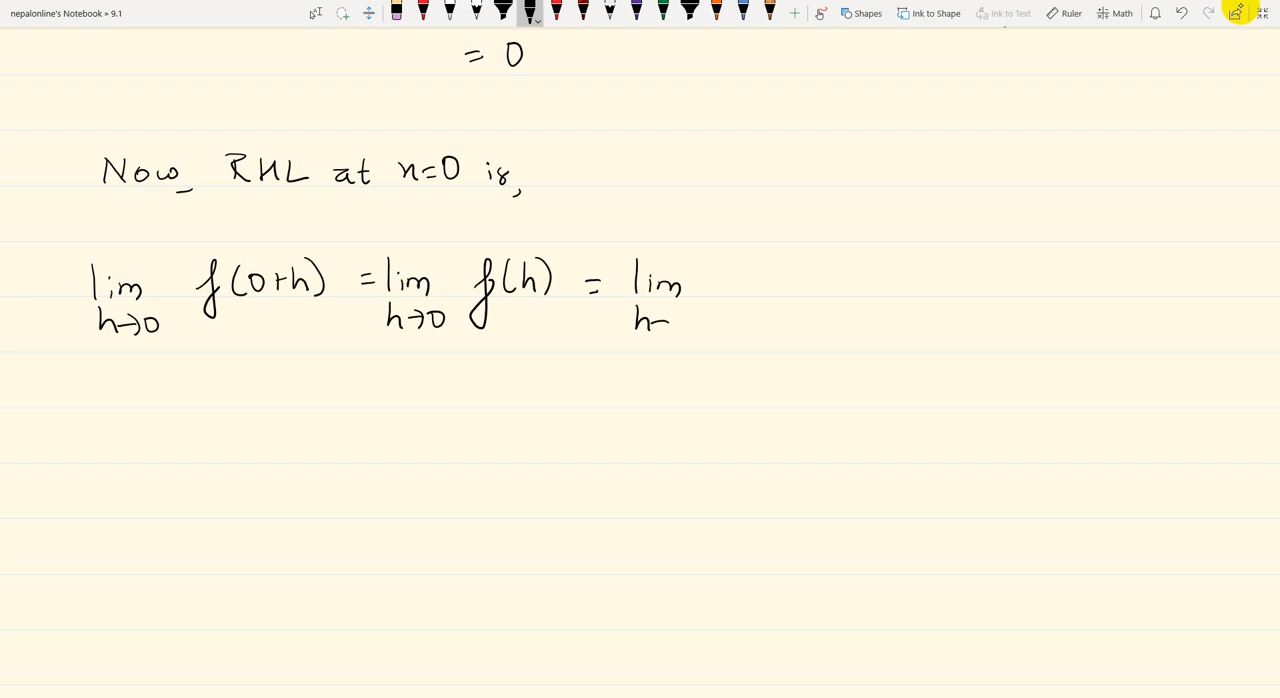 nepalonline's Notebook » 9.1
Shapes Ink to Shape Ink to Text Ruler Math
= 0
Now, RHL at x=0 is,
lim f(0+h) = lim f(h) = lim
h→0 h→0 h-